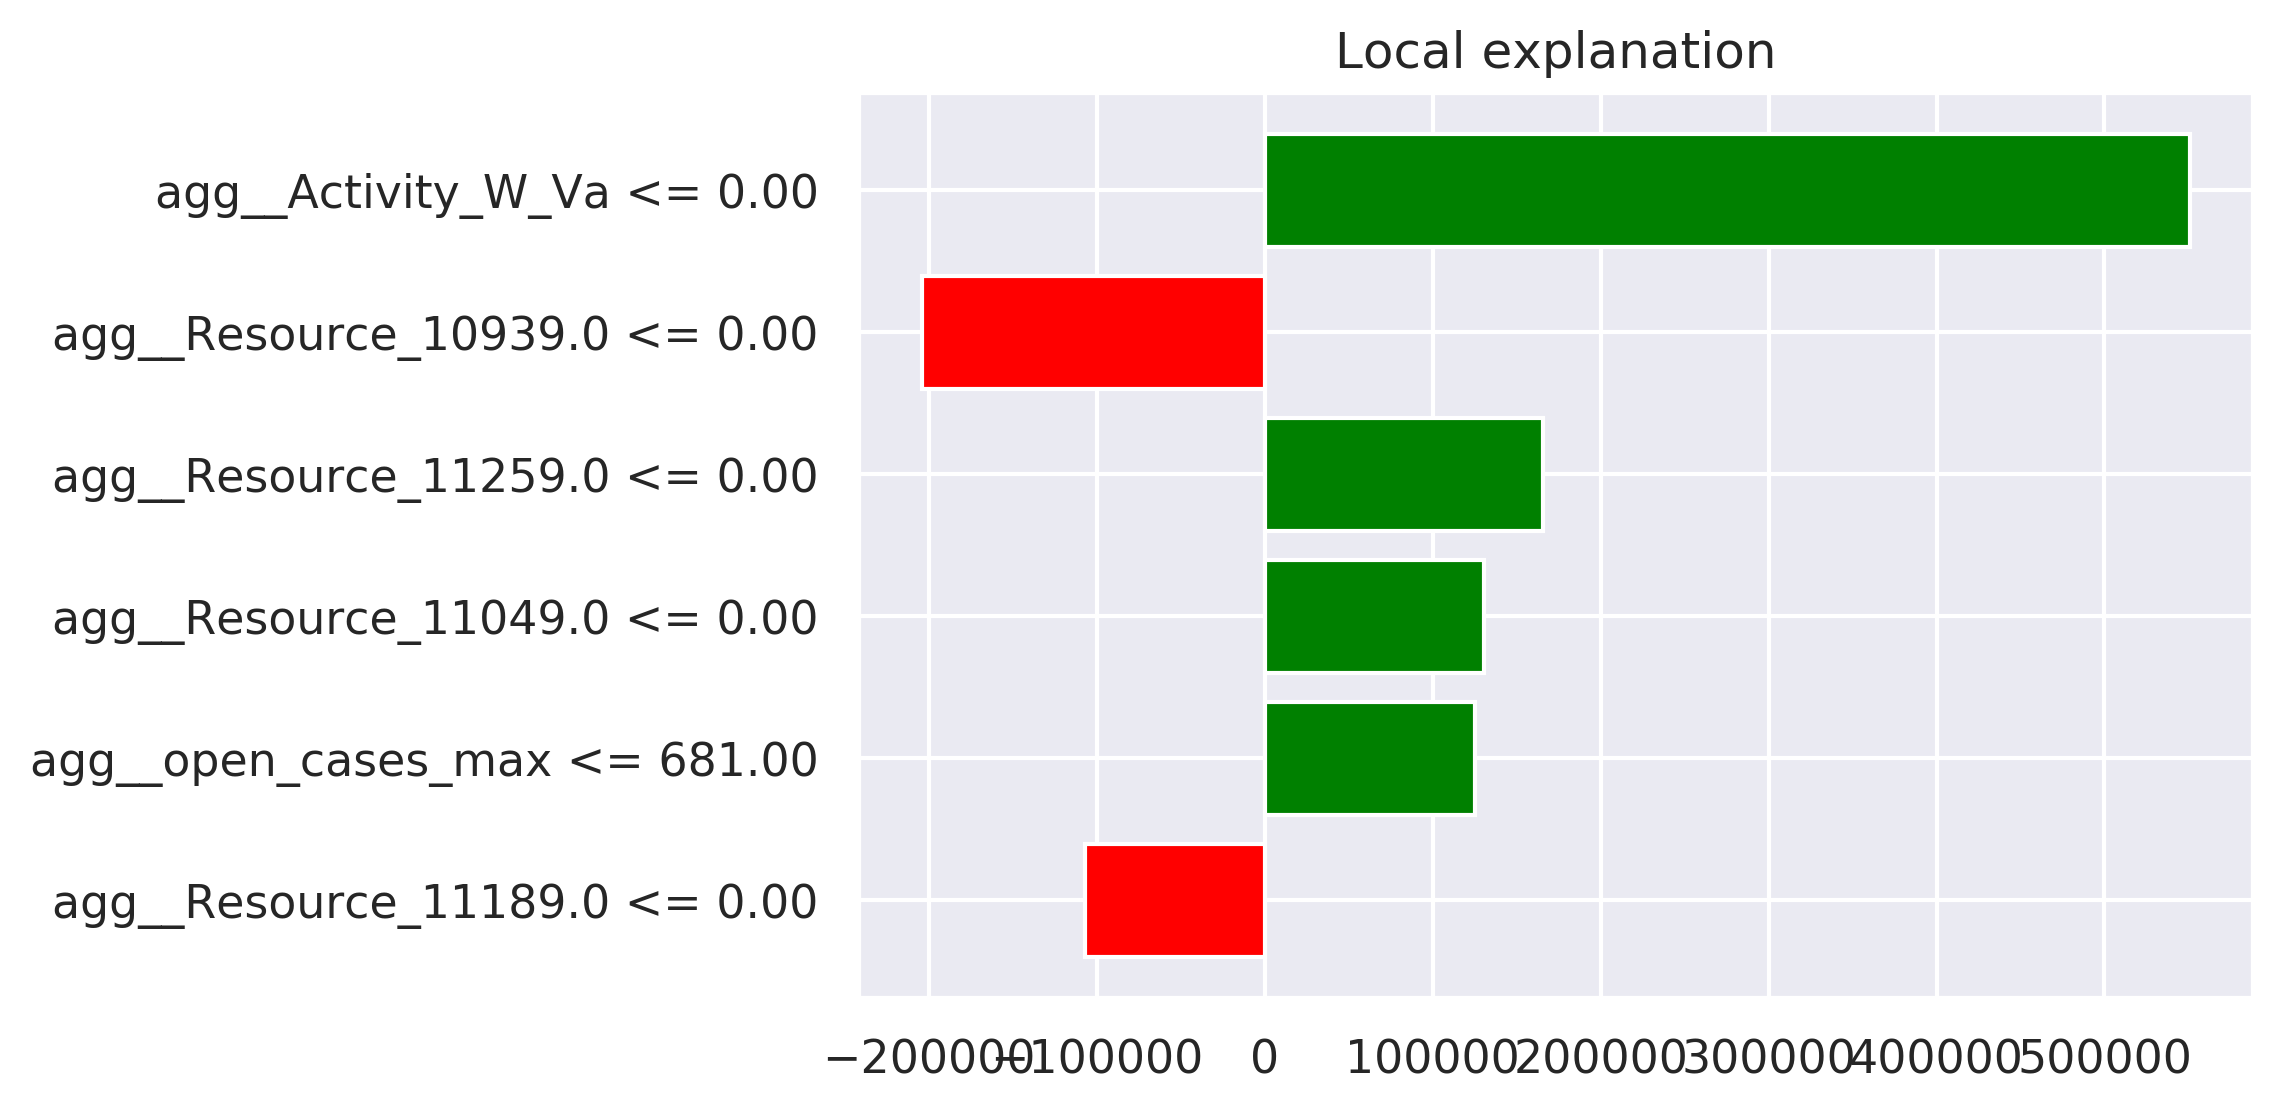 Local explanation
agg__Activity_W_Va <= 0.00
agg__Resource_10939.0 <= 0.00
agg__Resource_11259.0 <= 0.00
agg__Resource_11049.0 <= 0.00
agg__open_cases_max <= 681.00
agg__Resource_11189.0 <= 0.00
−200000 −100000 0 100000 200000 300000 400000 500000